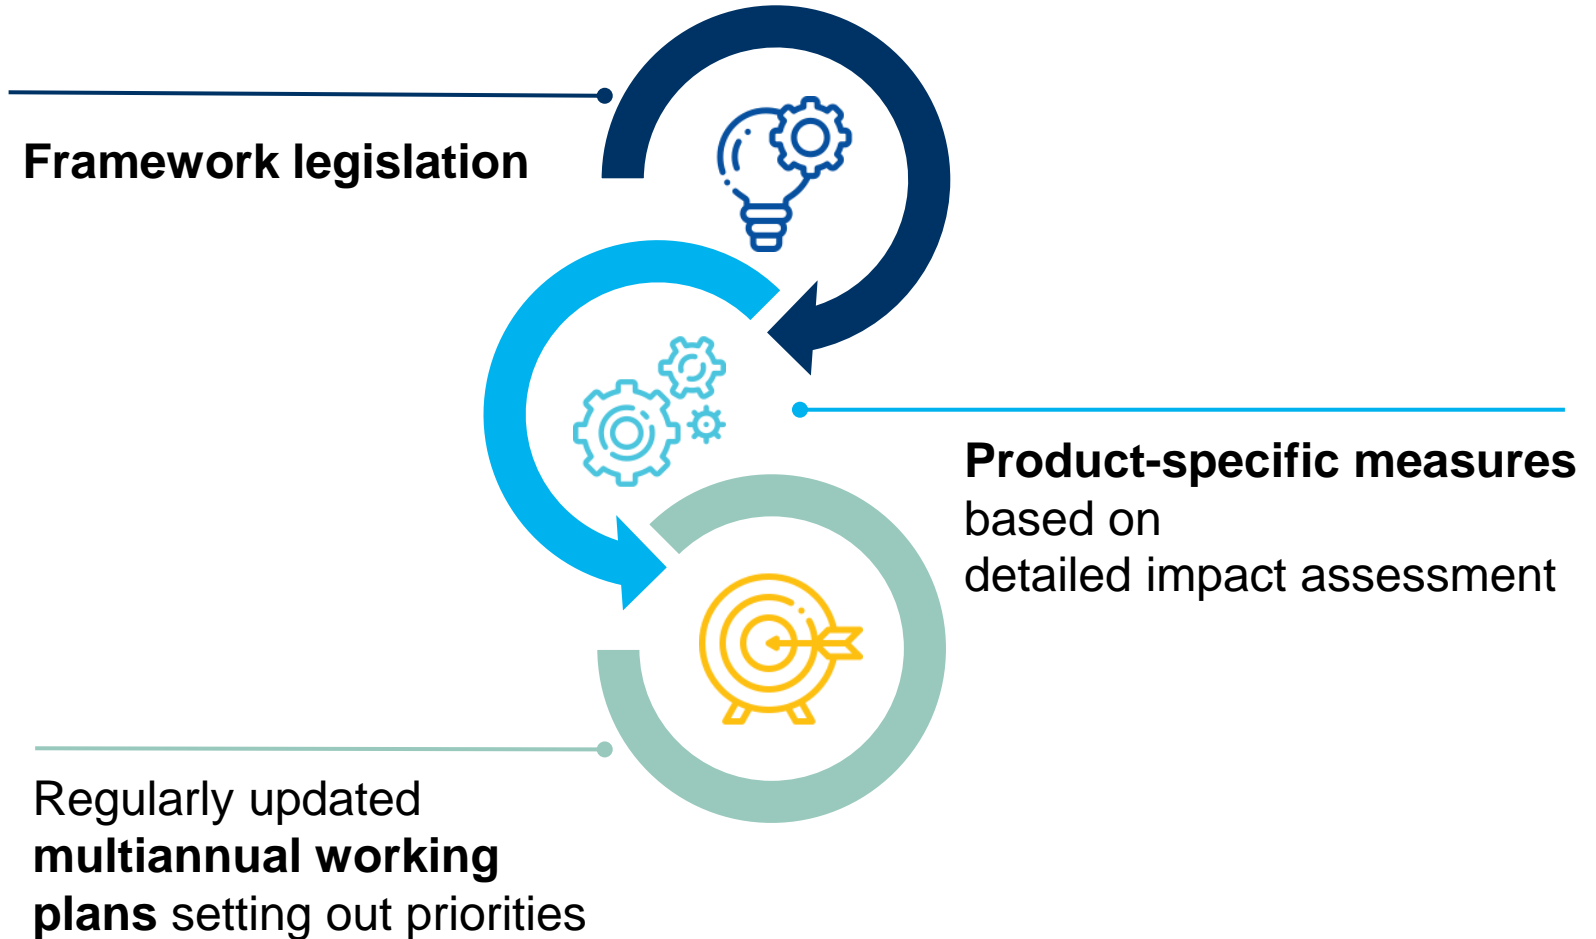 Framework legislation
Product-specific measures
based on
detailed impact assessment
Regularly updated
multiannual working
plans setting out priorities